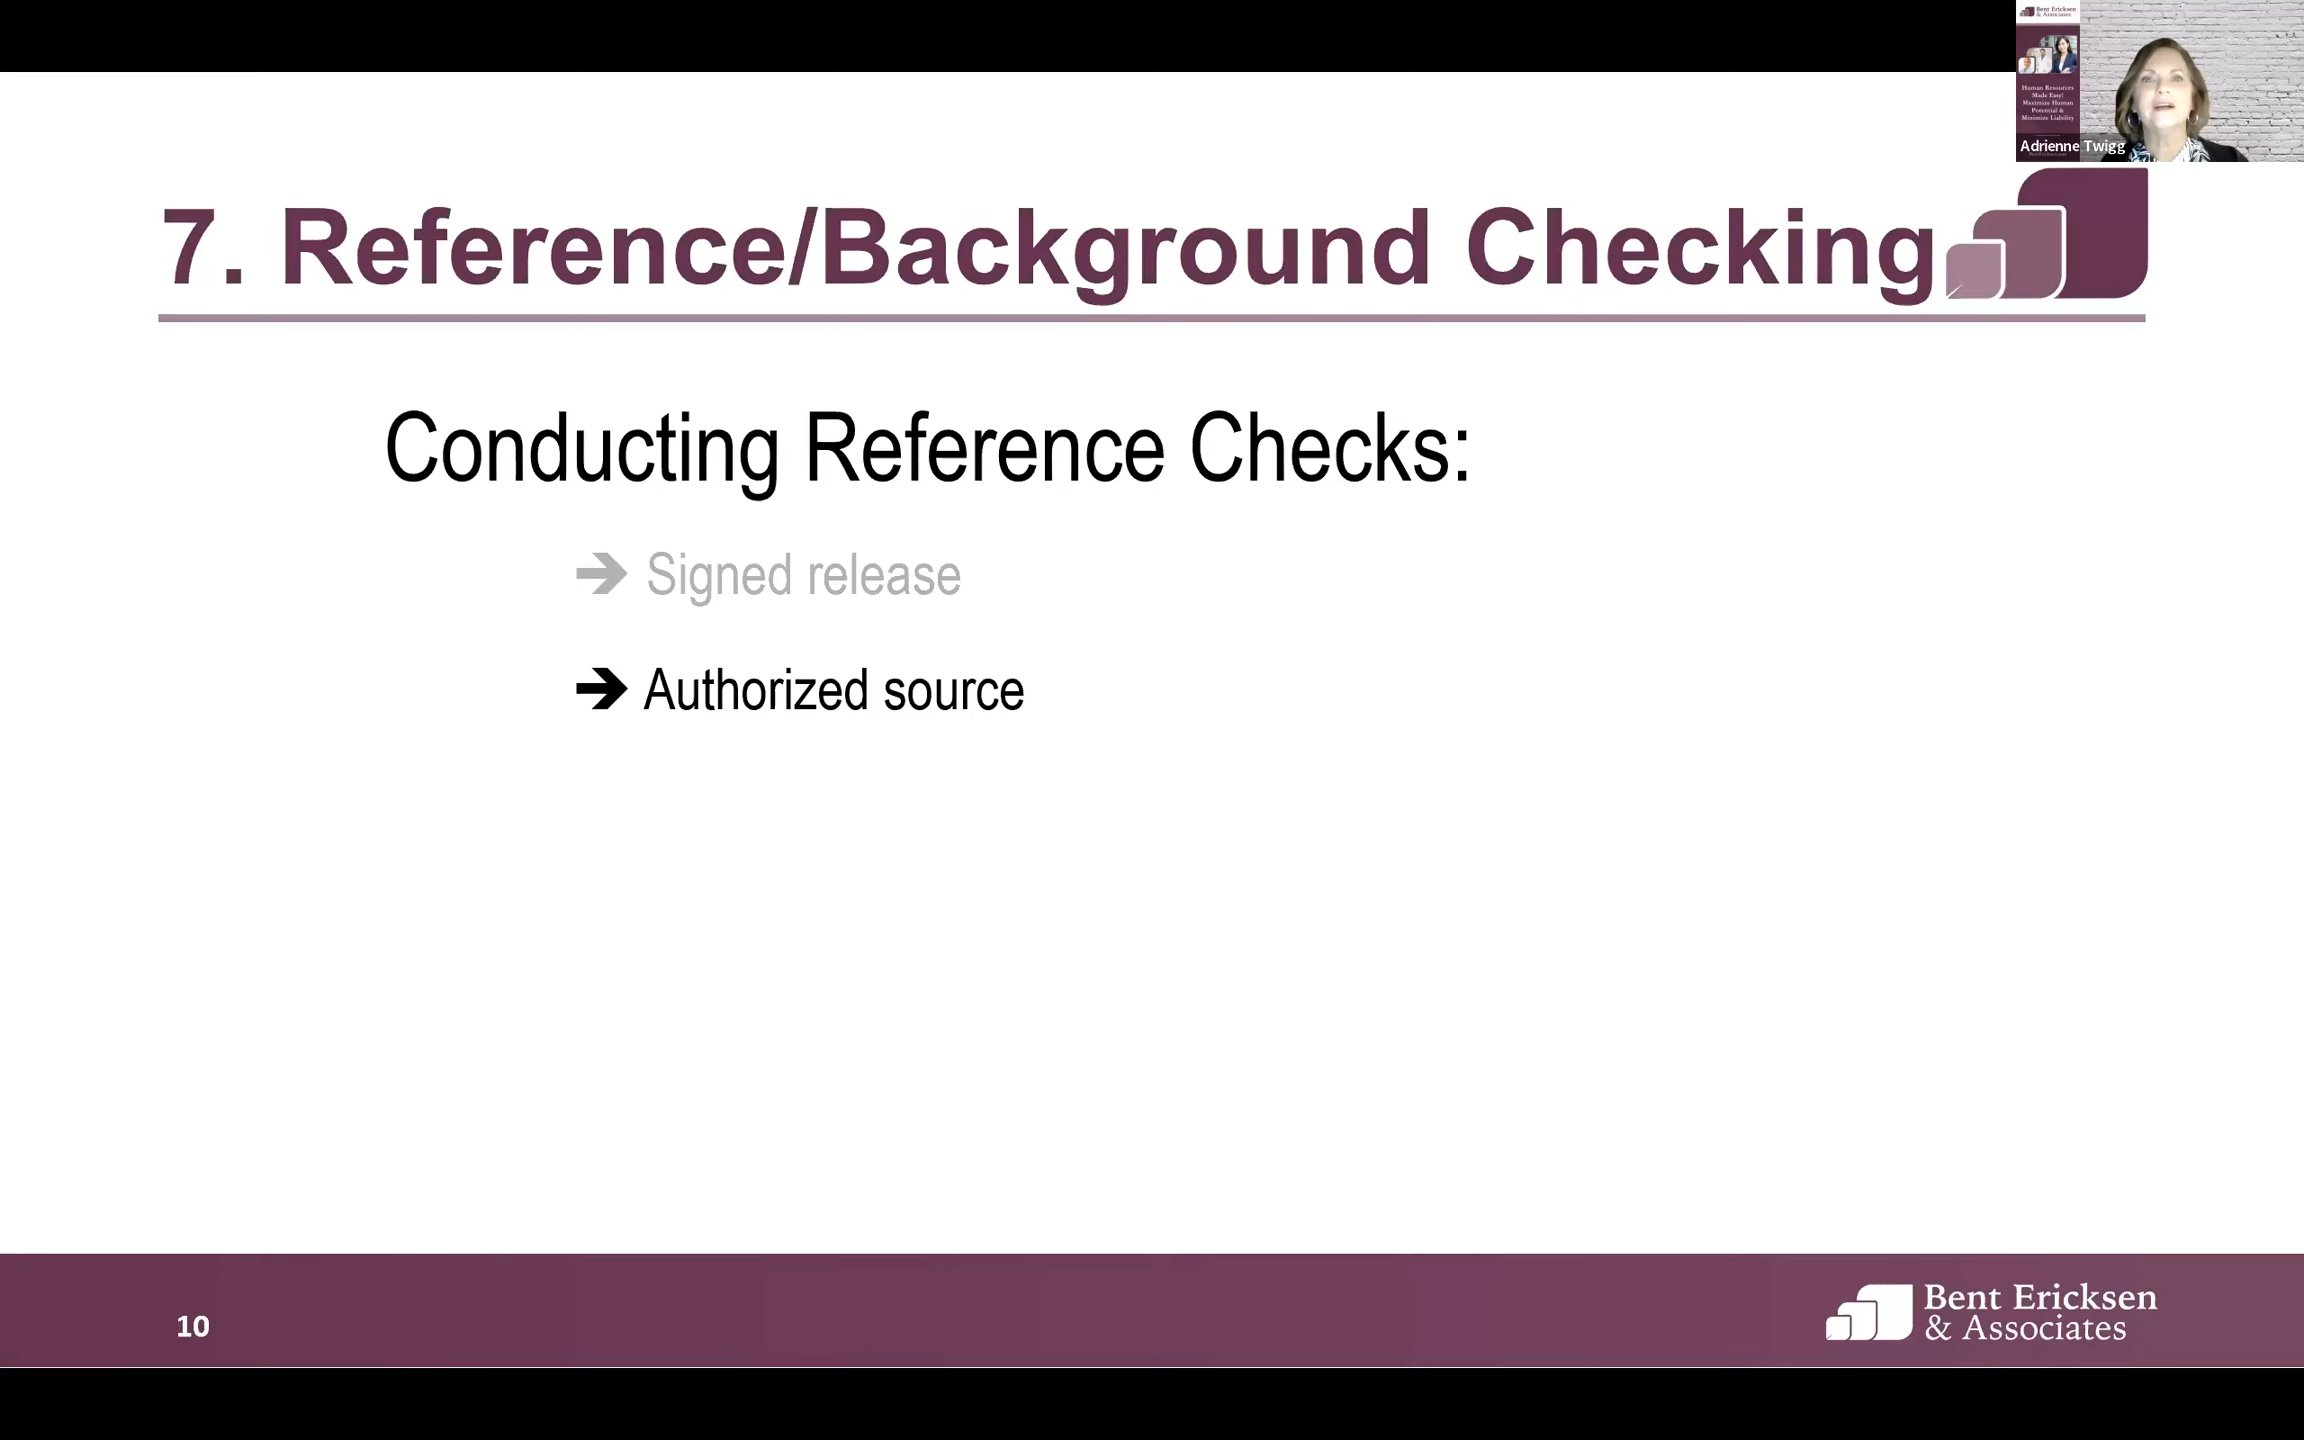 Bent Ericksen
& Associates
Human Resources
Made Easy!
Maximize Human
Potential &
Minimize Liability
Adrienne Twigg
7. Reference/Background Checking
Conducting Reference Checks:
➔ Signed release
➔ Authorized source
10
Bent Ericksen
& Associates